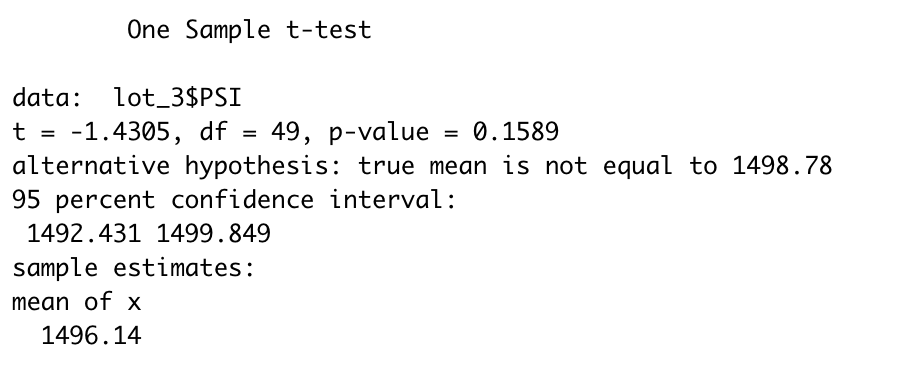 One Sample t-test
data:  lot_3$PSI
t = -1.4305, df = 49, p-value = 0.1589
alternative hypothesis: true mean is not equal to 1498.78
95 percent confidence interval:
1492.431 1499.849
sample estimates:
mean of x
1496.14